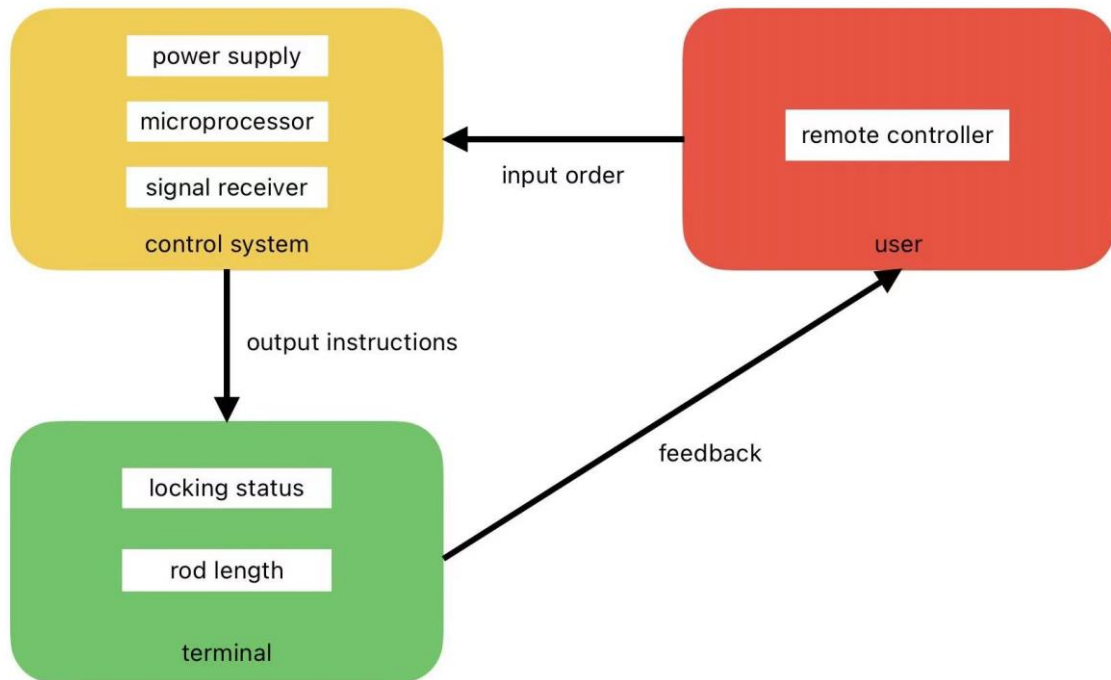 power supply
microprocessor
signal receiver
control system
remote controller
user
input order
output instructions
locking status
rod length
terminal
feedback